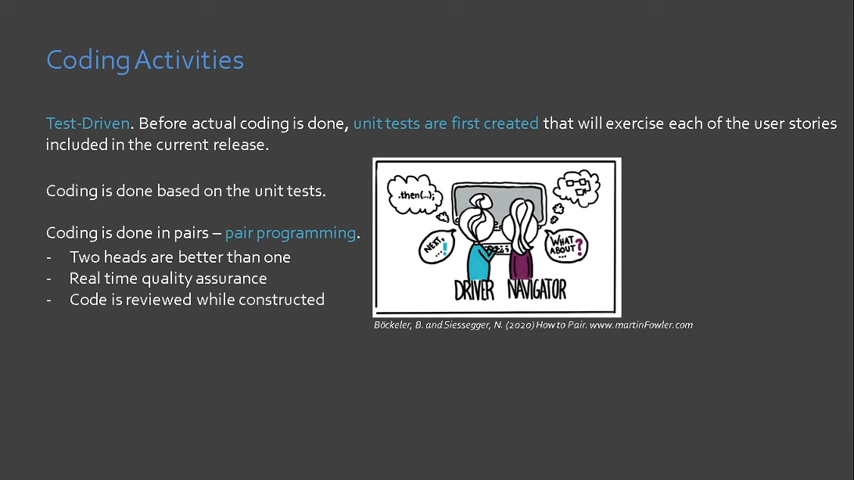 Coding Activities
Test-Driven. Before actual coding is done, unit tests are first created that will exercise each of the user stories
included in the current release.
Coding is done based on the unit tests.
Coding is done in pairs – pair programming.
- Two heads are better than one
- Real time quality assurance
- Code is reviewed while constructed
.then(...);
NEXT,
...!
WHAT
ABOUT
...?
DRIVER NAVIGATOR
Böckeler, B. and Siessegger, N. (2020) How to Pair. www.martinFowler.com